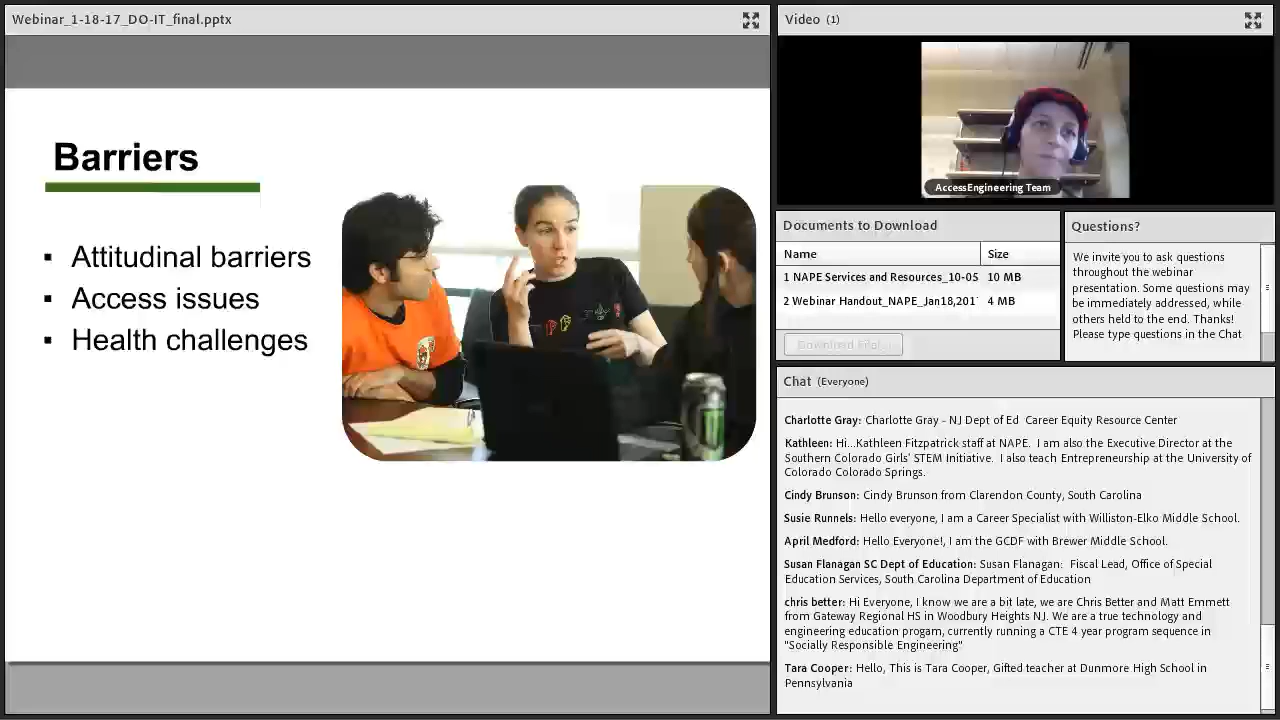 Webinar_1-18-17_DO-IT_final.pptx
Barriers
▪ Attitudinal barriers
▪ Access issues
▪ Health challenges
Video (1)
AccessEngineering Team
Documents to Download
Name Size
1 NAPE Services and Resources_10-05 10 MB
2 Webinar Handout_NAPE_Jan18,201 4 MB
Download File...
Questions?
We invite you to ask questions
throughout the webinar
presentation. Some questions may
be immediately addressed, while
others held to the end. Thanks!
Please type questions in the Chat
Chat (Everyone)
Charlotte Gray: Charlotte Gray - NJ Dept of Ed Career Equity Resource Center
Kathleen: Hi...Kathleen Fitzpatrick staff at NAPE. I am also the Executive Director at the
Southern Colorado Girls' STEM Initiative. I also teach Entrepreneurship at the University of
Colorado Colorado Springs.
Cindy Brunson: Cindy Brunson from Clarendon County, South Carolina
Susie Runnels: Hello everyone, I am a Career Specialist with Williston-Elko Middle School.
April Medford: Hello Everyone!, I am the GCDF with Brewer Middle School.
Susan Flanagan SC Dept of Education: Susan Flanagan: Fiscal Lead, Office of Special
Education Services, South Carolina Department of Education
chris better: Hi Everyone, I know we are a bit late, we are Chris Better and Matt Emmett
from Gateway Regional HS in Woodbury Heights NJ. We are a true technology and
engineering education progam, currently running a CTE 4 year program sequence in
"Socially Responsible Engineering"
Tara Cooper: Hello, This is Tara Cooper, Gifted teacher at Dunmore High School in
Pennsylvania